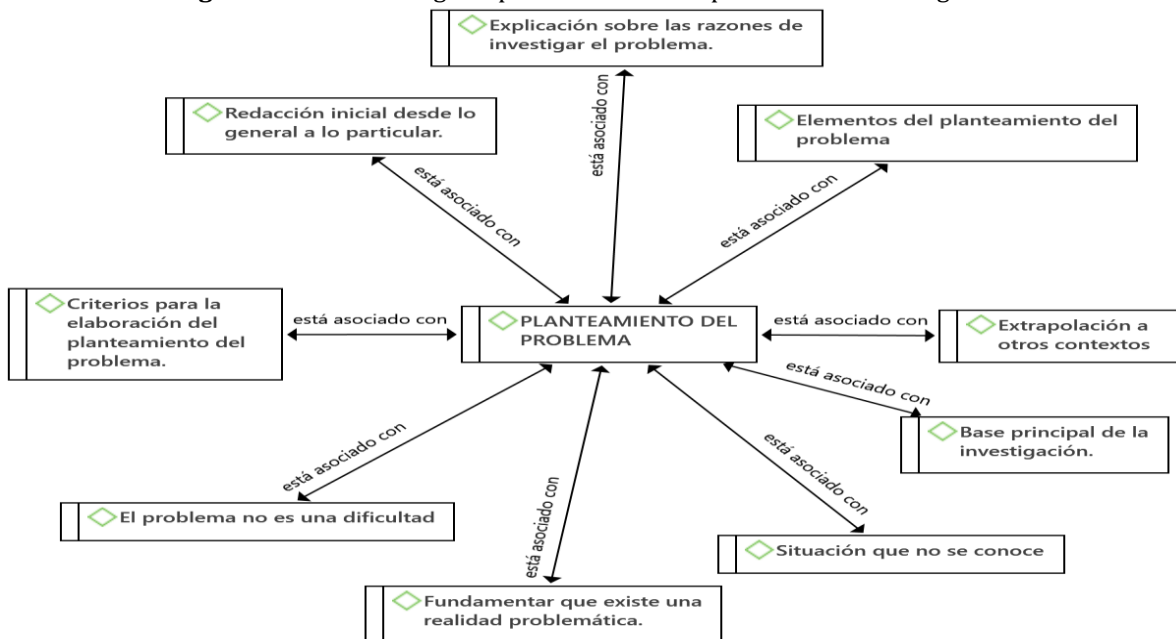 Explicación sobre las razones de
investigar el problema.
Redacción inicial desde lo
general a lo particular.
Elementos del planteamiento del
problema
está asociado con
está asociado con
está asociado con
Criterios para la
elaboración del
planteamiento del
problema.
está asociado con
PLANTEAMIENTO DEL
PROBLEMA
está asociado con
Extrapolación a
otros contextos
está asociado con
Base principal de la
investigación.
está asociado con
está asociado con
está asociado con
El problema no es una dificultad
Situación que no se conoce
Fundamentar que existe una
realidad problemática.